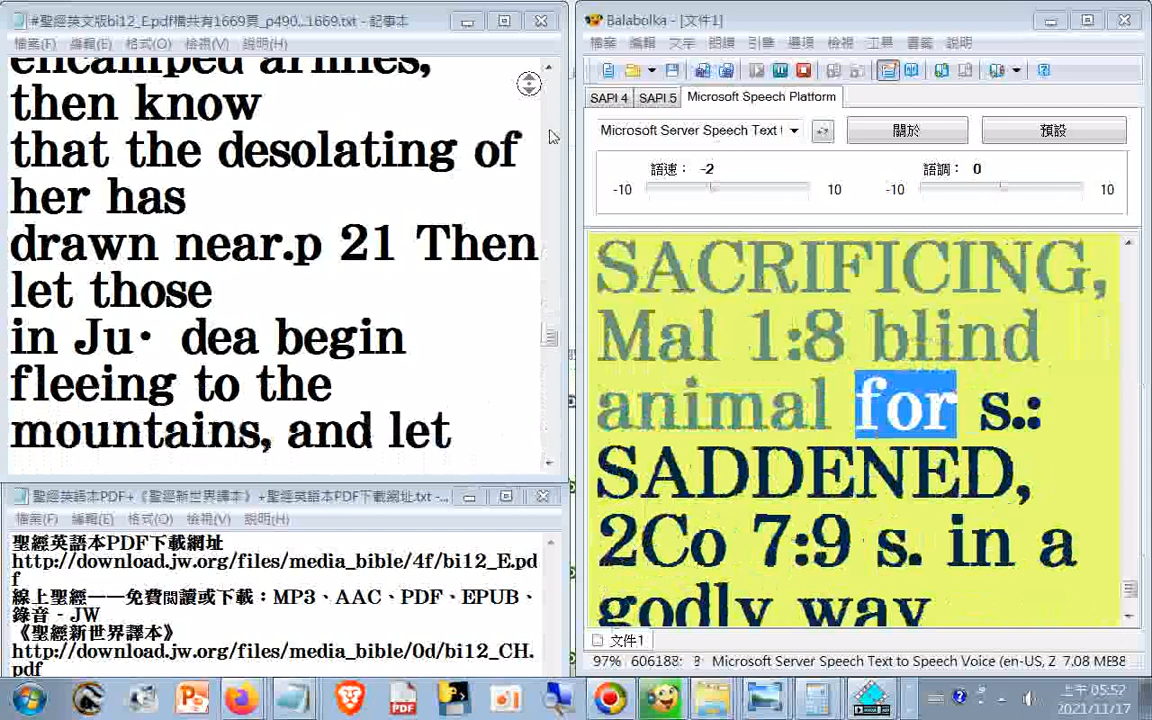 #聖經英文版bi12_E.pdf檔共有1669頁_p490...1669.txt - 記事本
檔案(F) 編輯(E) 格式(O) 檢視(V) 說明(H)
encamped armies,
then know
that the desolating of
her has
drawn near.p 21 Then
let those
in Ju· dea begin
fleeing to the
mountains, and let
聖經英語本PDF+《聖經新世界譯本》+聖經英語本PDF下載網址.txt - ...
檔案(F) 編輯(E) 格式(O) 檢視(V) 說明(H)
聖經英語本PDF下載網址
http://download.jw.org/files/media_bible/4f/bi12_E.pd
f
線上聖經——免費閱讀或下載：MP3、AAC、PDF、EPUB、
錄音 - JW
《聖經新世界譯本》
http://download.jw.org/files/media_bible/0d/bi12_CH.
pdf
Balabolka - [文件1]
檔案 編輯 文字 朗讀 引擎 選項 檢視 工具 書籤 說明
SAPI 4 SAPI 5 Microsoft Speech Platform
Microsoft Server Speech Text 關於 預設
語速： -2 語調： 0
-10 10 -10 10
SACRIFICING,
Mal 1:8 blind
animal for s.:
SADDENED,
2Co 7:9 s. in a
godly way
文件1
97% Microsoft Server Speech Text to Speech Voice (en-US, Z 7.08 MB
PDF
上午 05:52
2021/11/17